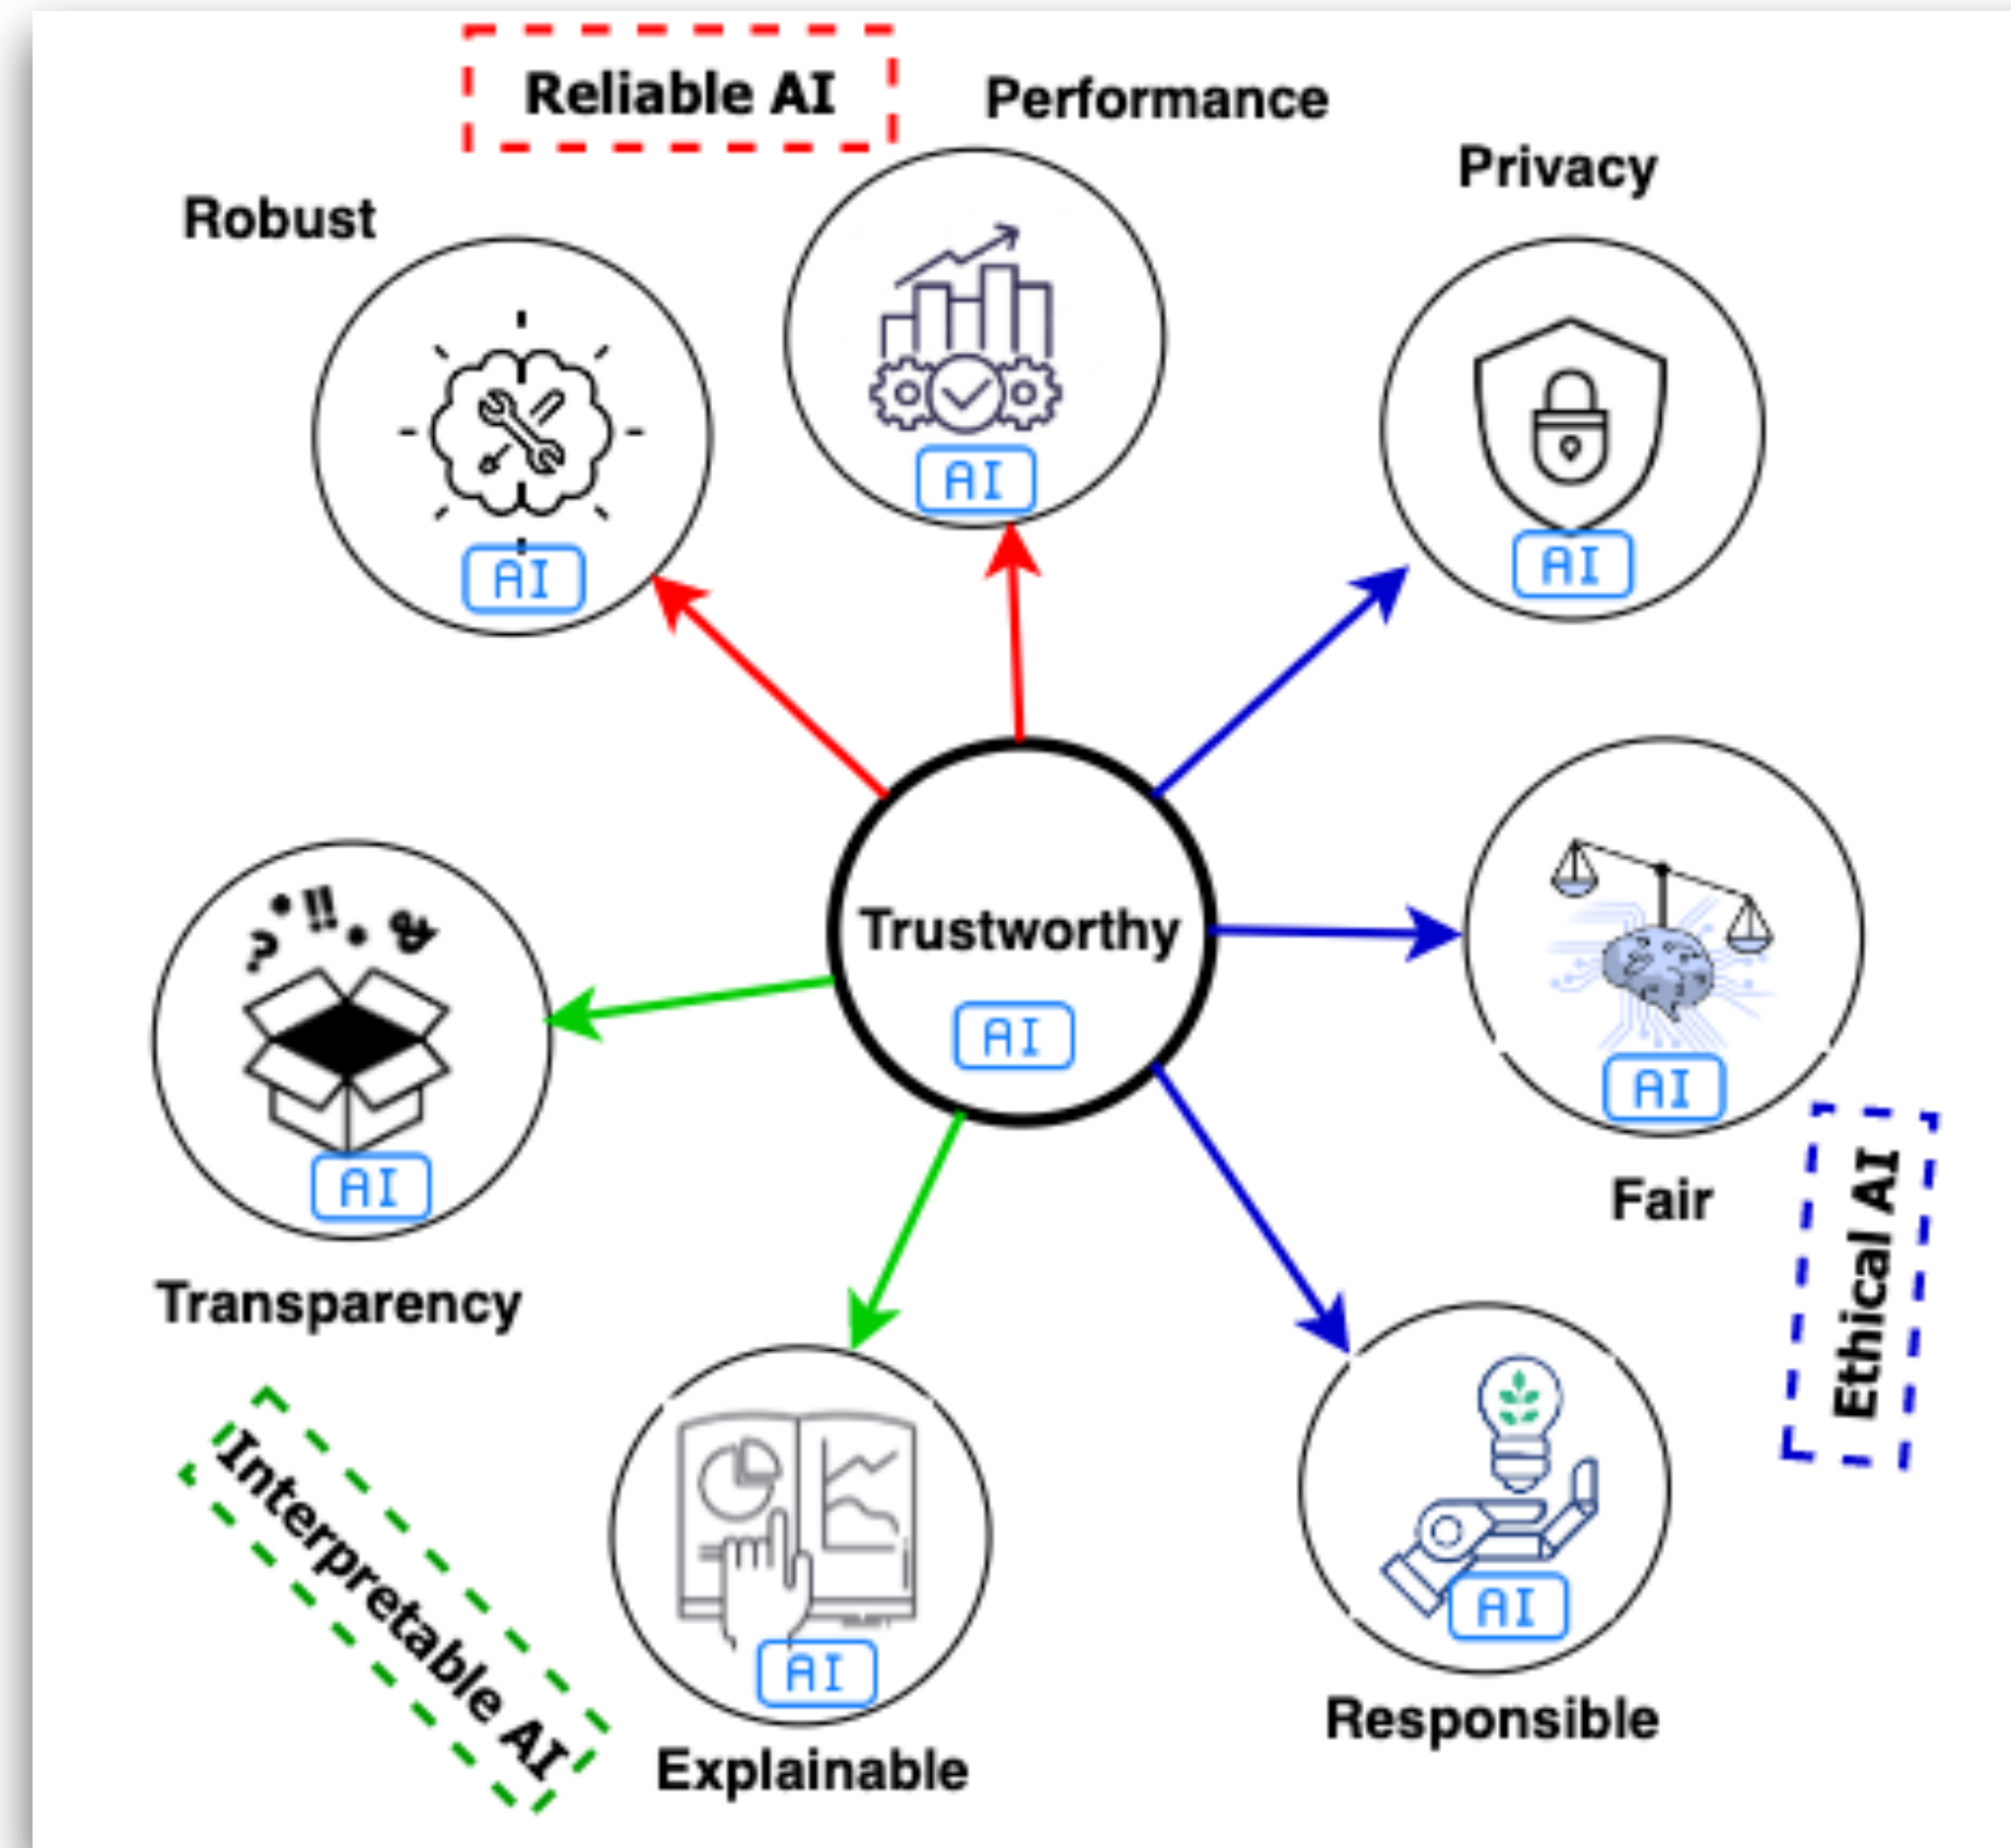 Reliable AI
Performance
Privacy
Robust
AI
AI
AI
Trustworthy
AI
? !! . &
AI
AI
Fair
Ethical AI
Transparency
Interpretable AI
AI
AI
Responsible
Explainable